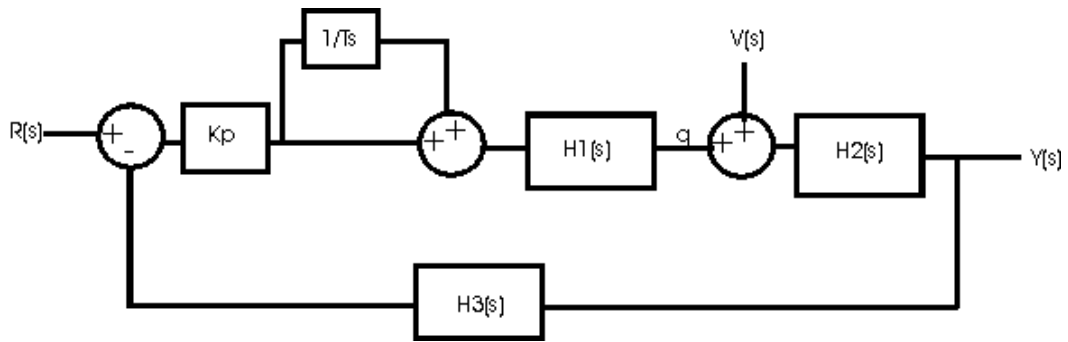 1/Ts
V(s)
R(s)
+
-
Kp
+
+
H1(s)
q
+
+
H2(s)
Y(s)
H3(s)